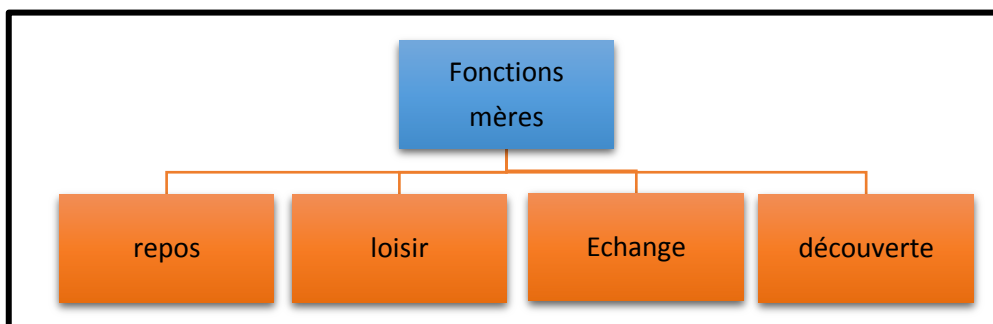 Fonctions
mères
repos
loisir
Echange
découverte